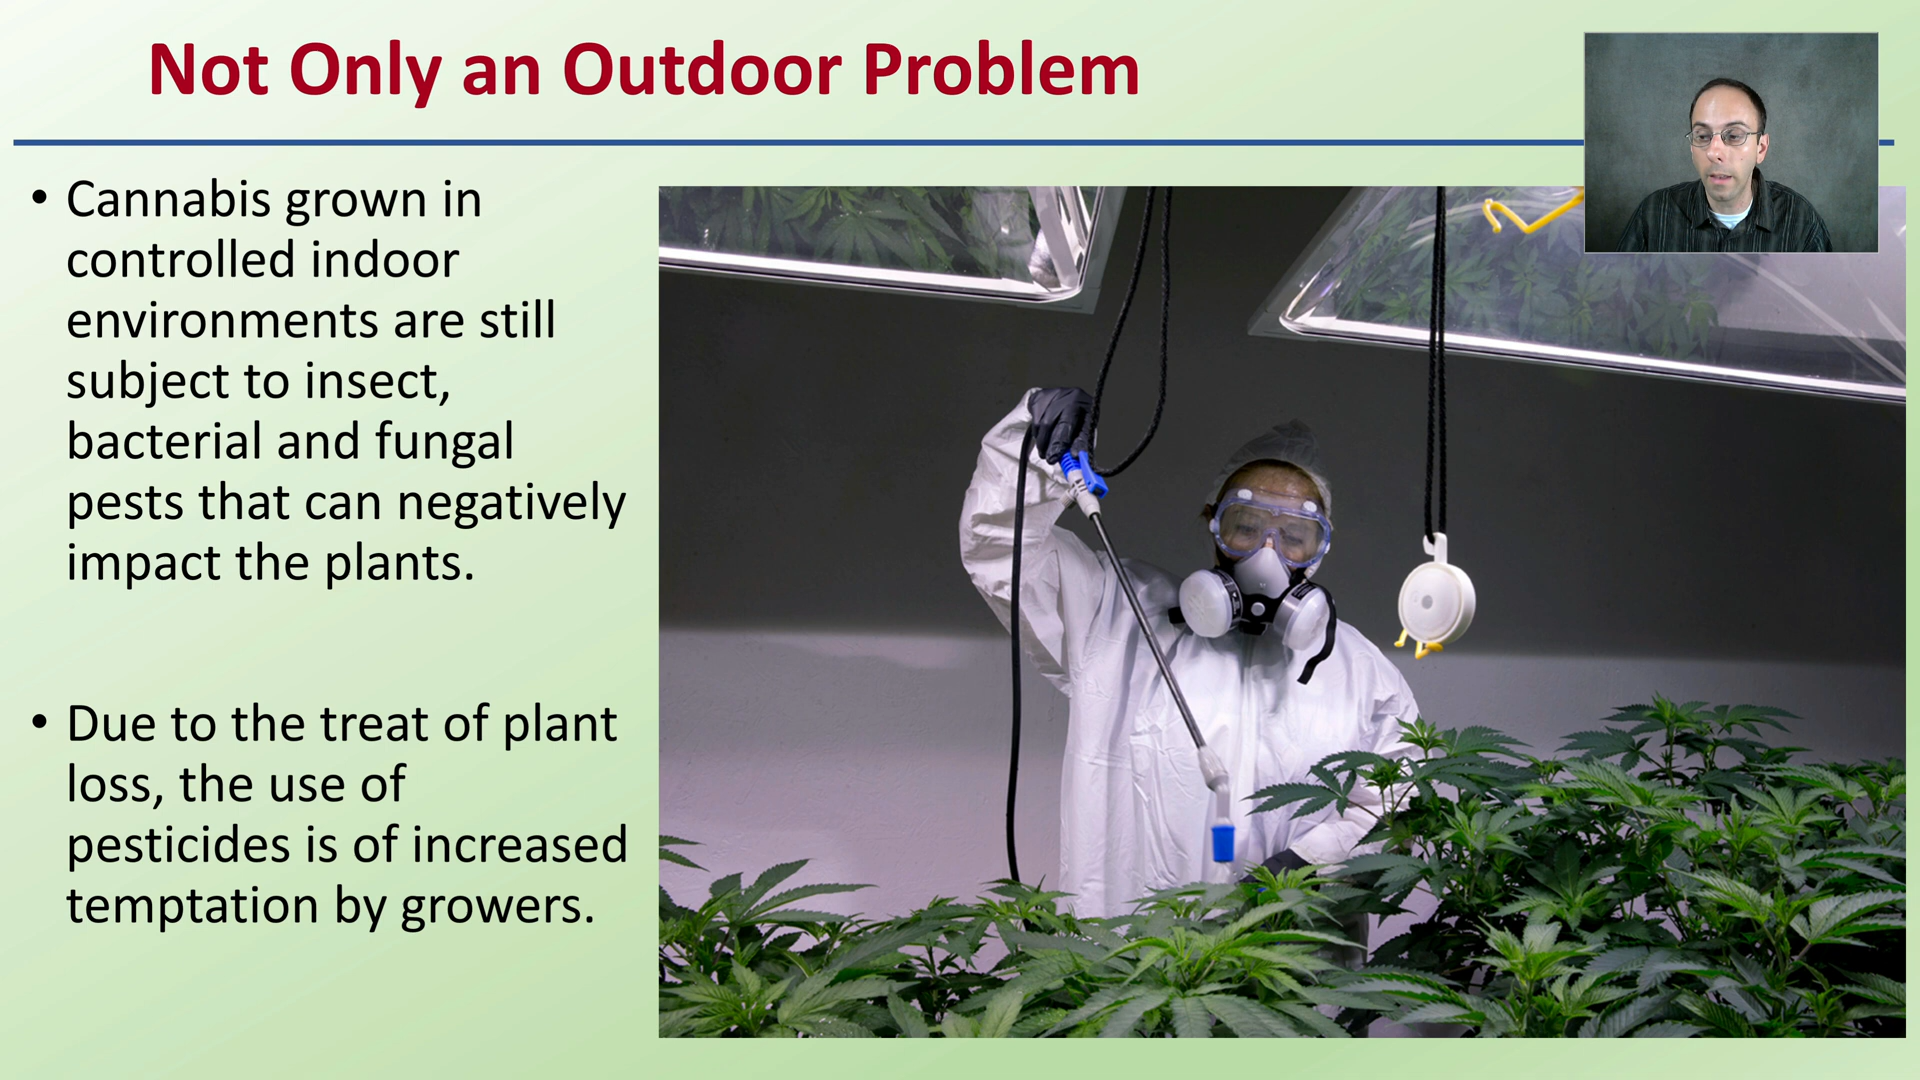 Not Only an Outdoor Problem
• Cannabis grown in
controlled indoor
environments are still
subject to insect,
bacterial and fungal
pests that can negatively
impact the plants.
• Due to the treat of plant
loss, the use of
pesticides is of increased
temptation by growers.